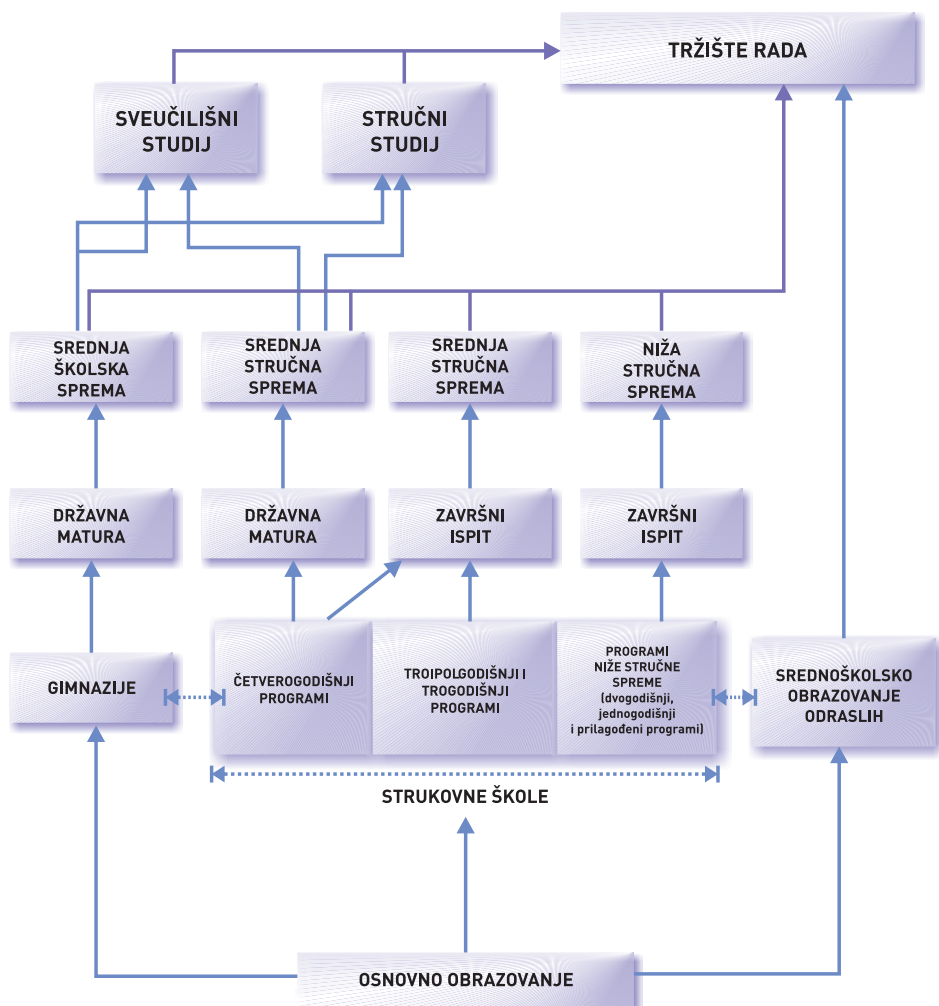 TRŽIŠTE RADA
SVEUČILIŠNI
STUDIJ
STRUČNI
STUDIJ
SREDNJA
ŠKOLSKA
SPREMA
SREDNJA
STRUČNA
SPREMA
SREDNJA
STRUČNA
SPREMA
NIŽA
STRUČNA
SPREMA
DRŽAVNA
MATURA
DRŽAVNA
MATURA
ZAVRŠNI
ISPIT
ZAVRŠNI
ISPIT
GIMNAZIJE
ČETVEROGODIŠNJI
PROGRAMI
TROIPOLGODIŠNJI I
TROGODIŠNJI
PROGRAMI
PROGRAMI
NIŽE STRUČNE
SPREME
(dvogodišnji,
jednogodišnji
i prilagođeni programi)
SREDNOŠKOLSKO
OBRAZOVANJE
ODRASLIH
STRUKOVNE ŠKOLE
OSNOVNO OBRAZOVANJE